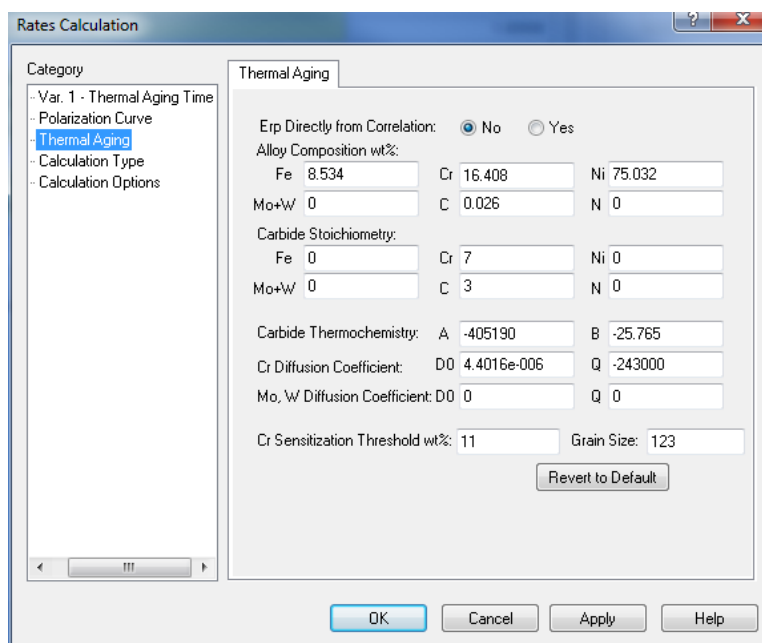 Rates Calculation
Category
Var. 1 - Thermal Aging Time
Polarization Curve
Thermal Aging
Calculation Type
Calculation Options
Thermal Aging
Erp Directly from Correlation: No Yes
Alloy Composition wt%:
Fe 8.534 Cr 16.408 Ni 75.032
Mo+W 0 C 0.026 N 0
Carbide Stoichiometry:
Fe 0 Cr 7 Ni 0
Mo+W 0 C 3 N 0
Carbide Thermochemistry: A -405190 B -25.765
Cr Diffusion Coefficient: D0 4.4016e-006 Q -243000
Mo, W Diffusion Coefficient: D0 0 Q 0
Cr Sensitization Threshold wt%: 11 Grain Size: 123
Revert to Default
OK Cancel Apply Help